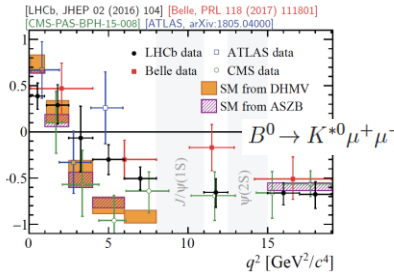 [LHCb, JHEP 02 (2016) 104] [Belle, PRL 118 (2017) 111801]
[CMS-PAS-BPH-15-008] [ATLAS, arXiv:1805.04000]
LHCb data ATLAS data
Belle data CMS data
SM from DHMV
SM from ASZB
B⁰ → K*⁰μ⁺μ⁻
J/ψ(1S)
ψ(2S)
1
0.5
0
-0.5
-1
0 5 10 15
q² [GeV²/c⁴]